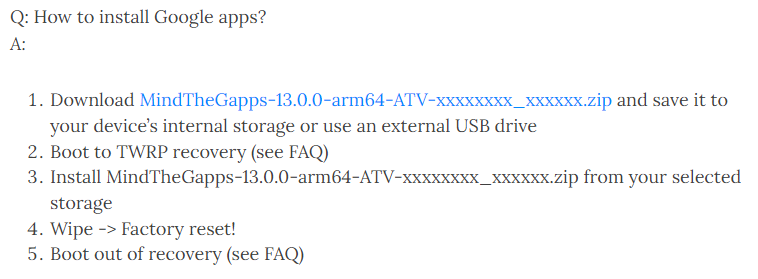 Q: How to install Google apps?
A:
1. Download MindTheGapps-13.0.0-arm64-ATV-xxxxxxxx_xxxxxx.zip and save it to
your device’s internal storage or use an external USB drive
2. Boot to TWRP recovery (see FAQ)
3. Install MindTheGapps-13.0.0-arm64-ATV-xxxxxxxx_xxxxxx.zip from your selected
storage
4. Wipe -> Factory reset!
5. Boot out of recovery (see FAQ)